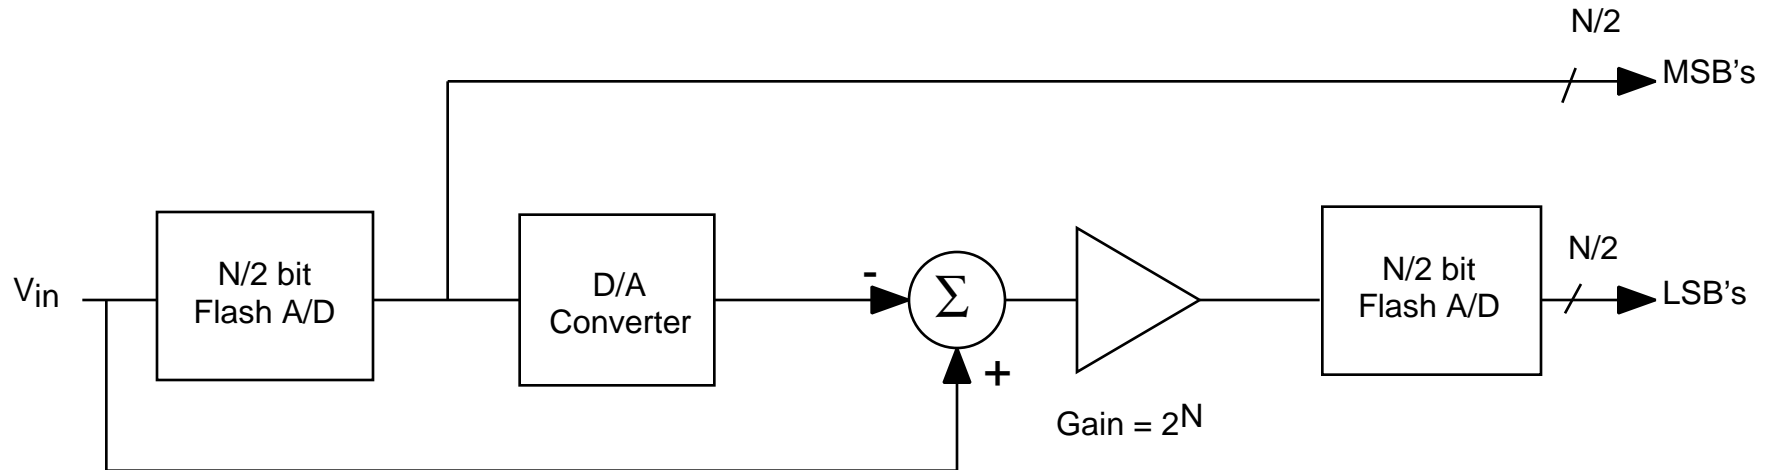 N/2
MSB's
N/2 bit
Flash A/D
D/A
Converter
-
Σ
+
N/2 bit
Flash A/D
N/2
LSB's
Vin
Gain = 2N